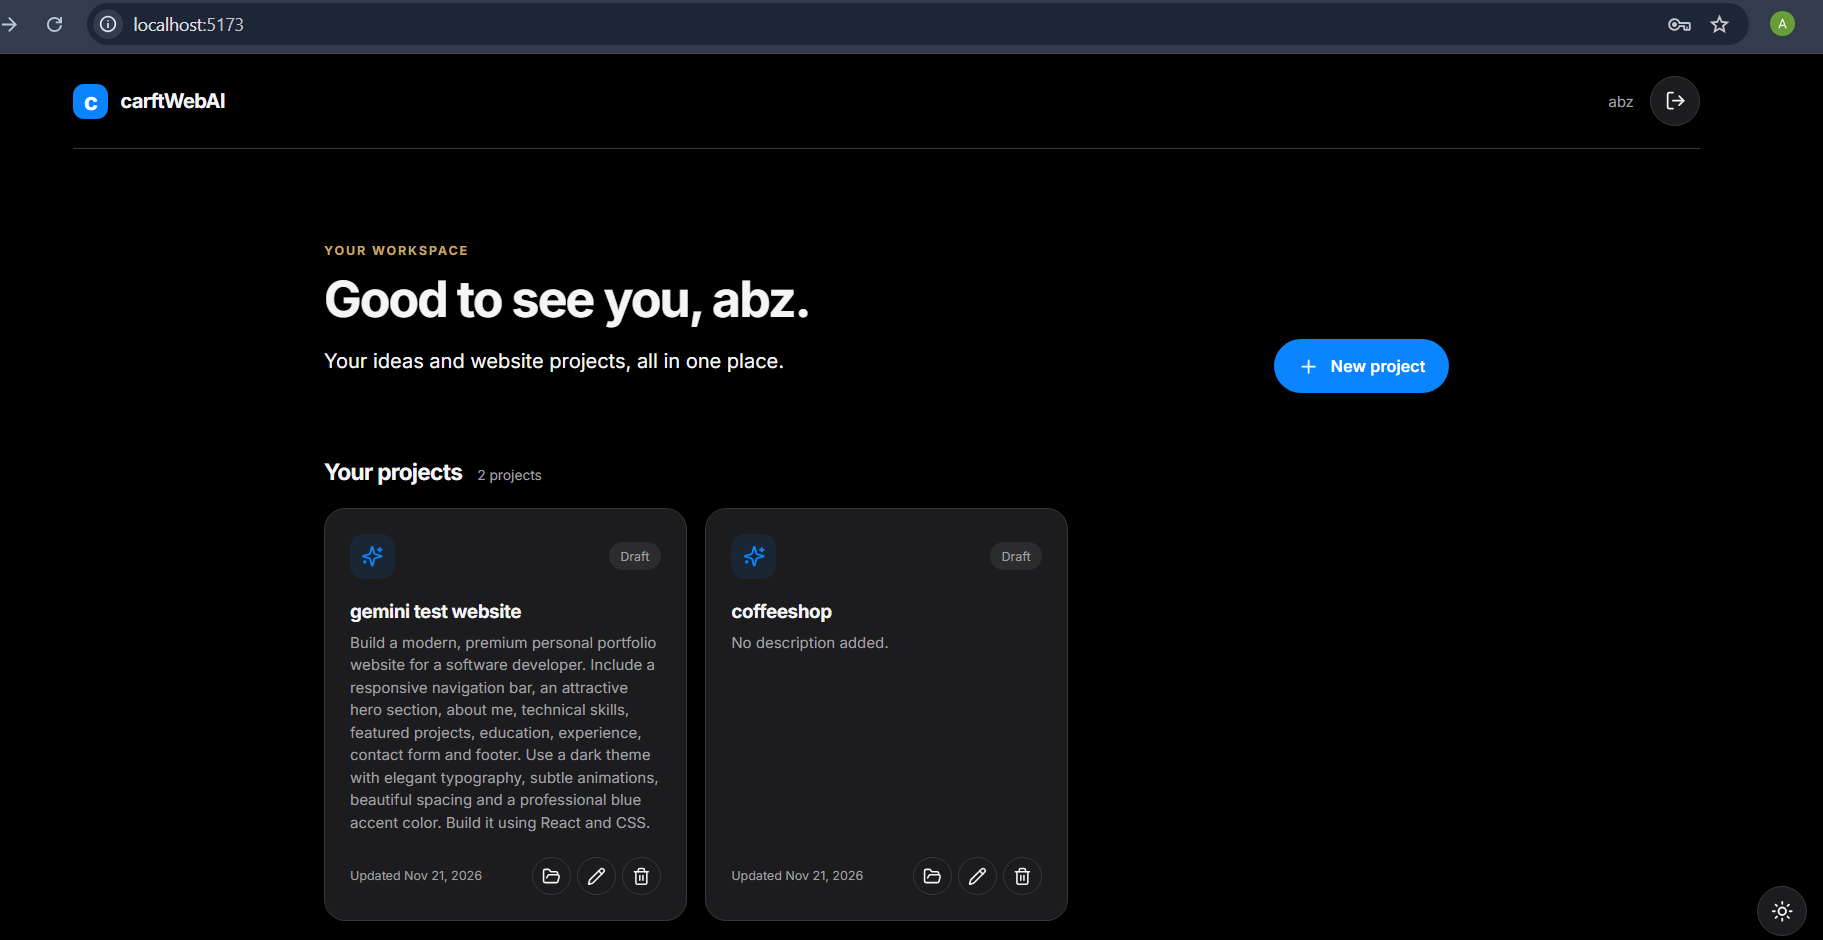 localhost:5173
A
c carftWebAI
abz
YOUR WORKSPACE
Good to see you, abz.
Your ideas and website projects, all in one place.
New project
Your projects 2 projects
Draft
gemini test website
Build a modern, premium personal portfolio
website for a software developer. Include a
responsive navigation bar, an attractive
hero section, about me, technical skills,
featured projects, education, experience,
contact form and footer. Use a dark theme
with elegant typography, subtle animations,
beautiful spacing and a professional blue
accent color. Build it using React and CSS.
Updated Nov 21, 2026
Draft
coffeeshop
No description added.
Updated Nov 21, 2026